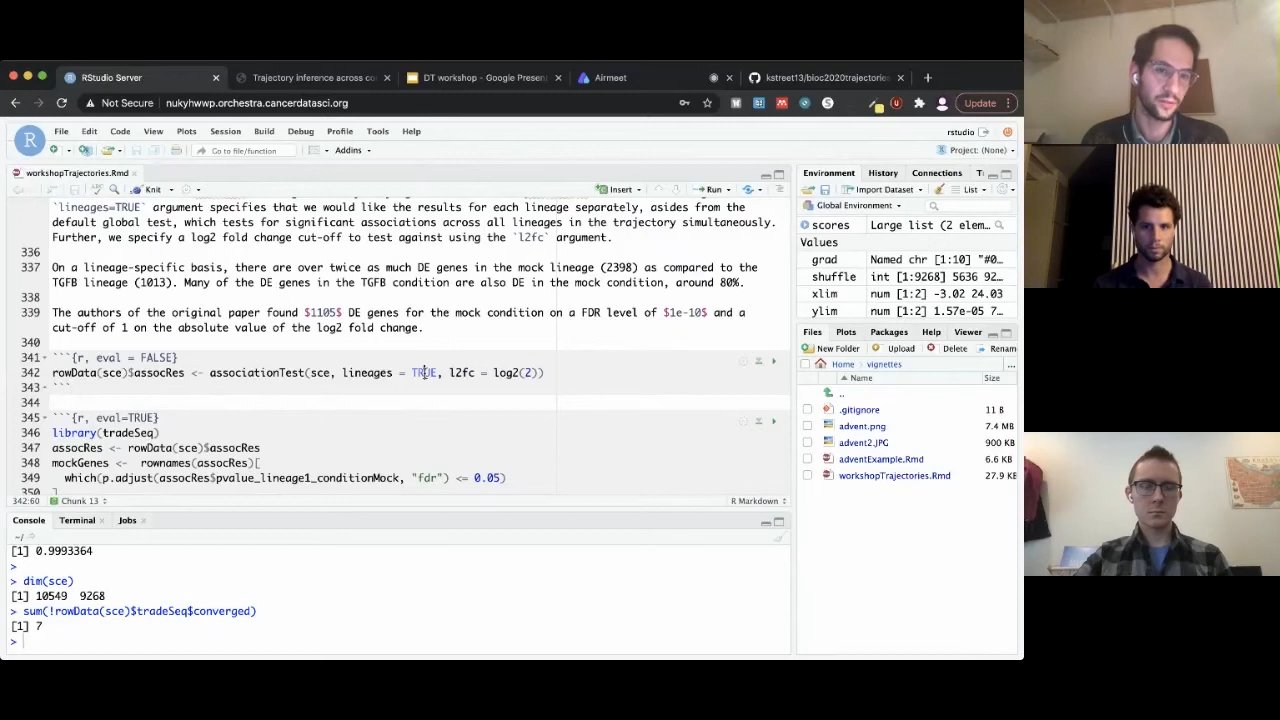 RStudio Server
Trajectory inference across co
DT workshop - Google Present
Airmeet
kstreet13/bioc2020trajectories
Not Secure
nukyhwwp.orchestra.cancerdatasci.org
Update
File Edit Code View Plots Session Build Debug Profile Tools Help
rstudio
Go to file/function
Addins
Project: (None)
workshopTrajectories.Rmd
Knit
Insert
Run
`lineages=TRUE` argument specifies that we would like the results for each lineage separately, asides from the
default global test, which tests for significant associations across all lineages in the trajectory simultaneously.
Further, we specify a log2 fold change cut-off to test against using the `l2fc` argument.
336
337 On a lineage-specific basis, there are over twice as much DE genes in the mock lineage (2398) as compared to the
TGFB lineage (1013). Many of the DE genes in the TGFB condition are also DE in the mock condition, around 80%.
338
339 The authors of the original paper found $1105$ DE genes for the mock condition on a FDR level of $1e-10$ and a
cut-off of 1 on the absolute value of the log2 fold change.
340
341 ```{r, eval = FALSE}
342 rowData(sce)$assocRes <- associationTest(sce, lineages = TRUE, l2fc = log2(2))
343 ```
344
345 ```{r, eval=TRUE}
346 library(tradeSeq)
347 assocRes <- rowData(sce)$assocRes
348 mockGenes <-  rownames(assocRes)[
349 which(p.adjust(assocRes$pvalue_lineage1_conditionMock, "fdr") <= 0.05)
350 ]
342:60 Chunk 13
R Markdown
Console Terminal Jobs
~/
[1] 0.9993364
>
> dim(sce)
[1] 10549 9268
> sum(!rowData(sce)$tradeSeq$converged)
[1] 7
>
Environment History Connections T
Import Dataset
List
Global Environment
scores Large list (2 elem…
Values
grad Named chr [1:10] "#0…
shuffle int [1:9268] 5636 92…
xlim num [1:2] -3.02 24.03
ylim num [1:2] 1.57e-05 7…
Files Plots Packages Help Viewer
New Folder Upload Delete Renam
Home vignettes
Name Size
..
.gitignore 11 B
advent.png 7.4 MB
advent2.JPG 900 KB
adventExample.Rmd 6.6 KB
workshopTrajectories.Rmd 27.9 KB